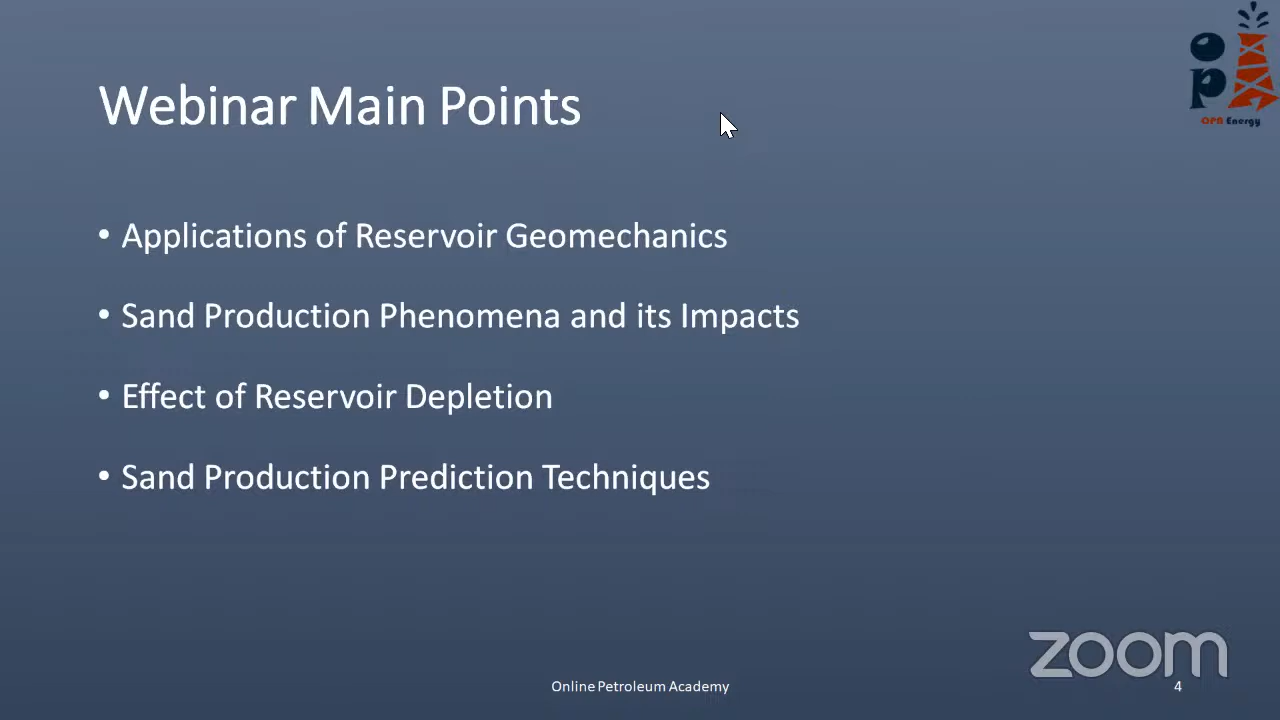 Webinar Main Points
• Applications of Reservoir Geomechanics
• Sand Production Phenomena and its Impacts
• Effect of Reservoir Depletion
• Sand Production Prediction Techniques
OPA Energy
zoom
Online Petroleum Academy
4